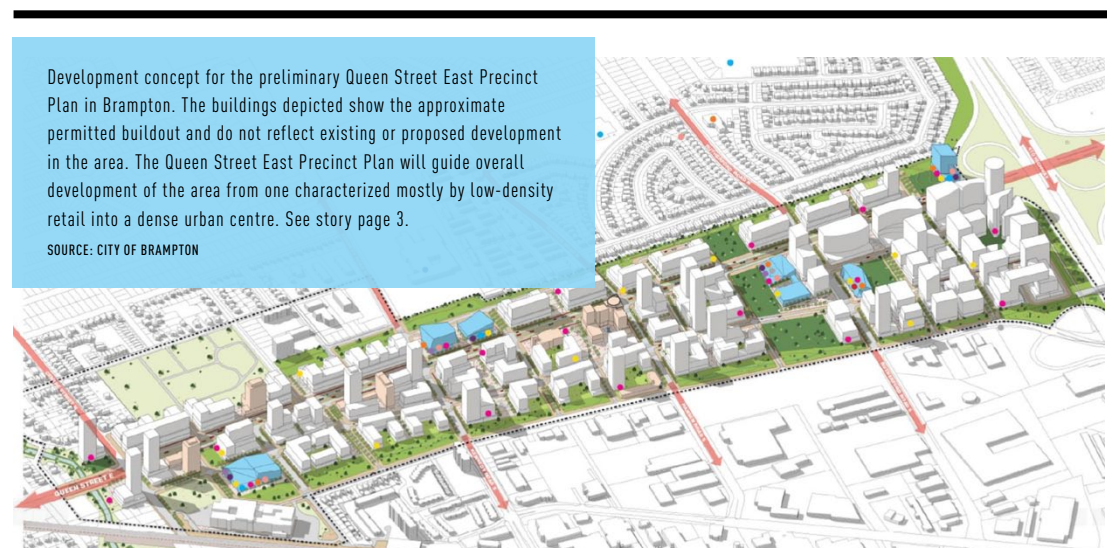 Development concept for the preliminary Queen Street East Precinct
Plan in Brampton. The buildings depicted show the approximate
permitted buildout and do not reflect existing or proposed development
in the area. The Queen Street East Precinct Plan will guide overall
development of the area from one characterized mostly by low-density
retail into a dense urban centre. See story page 3.
SOURCE: CITY OF BRAMPTON
QUEEN STREET E